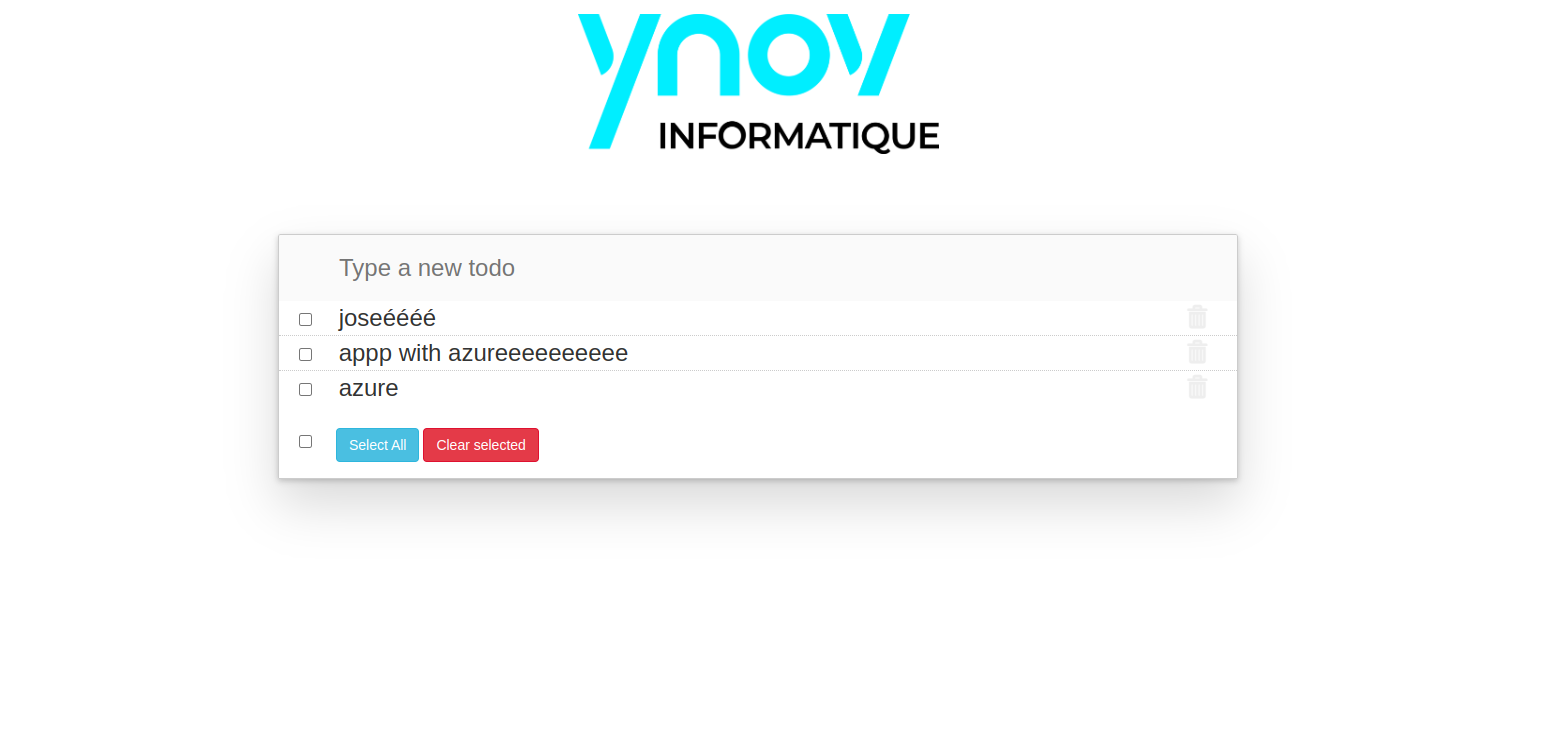 ynov
INFORMATIQUE
Type a new todo
joseéééé
appp with azureeeeeeeeee
azure
Select All Clear selected